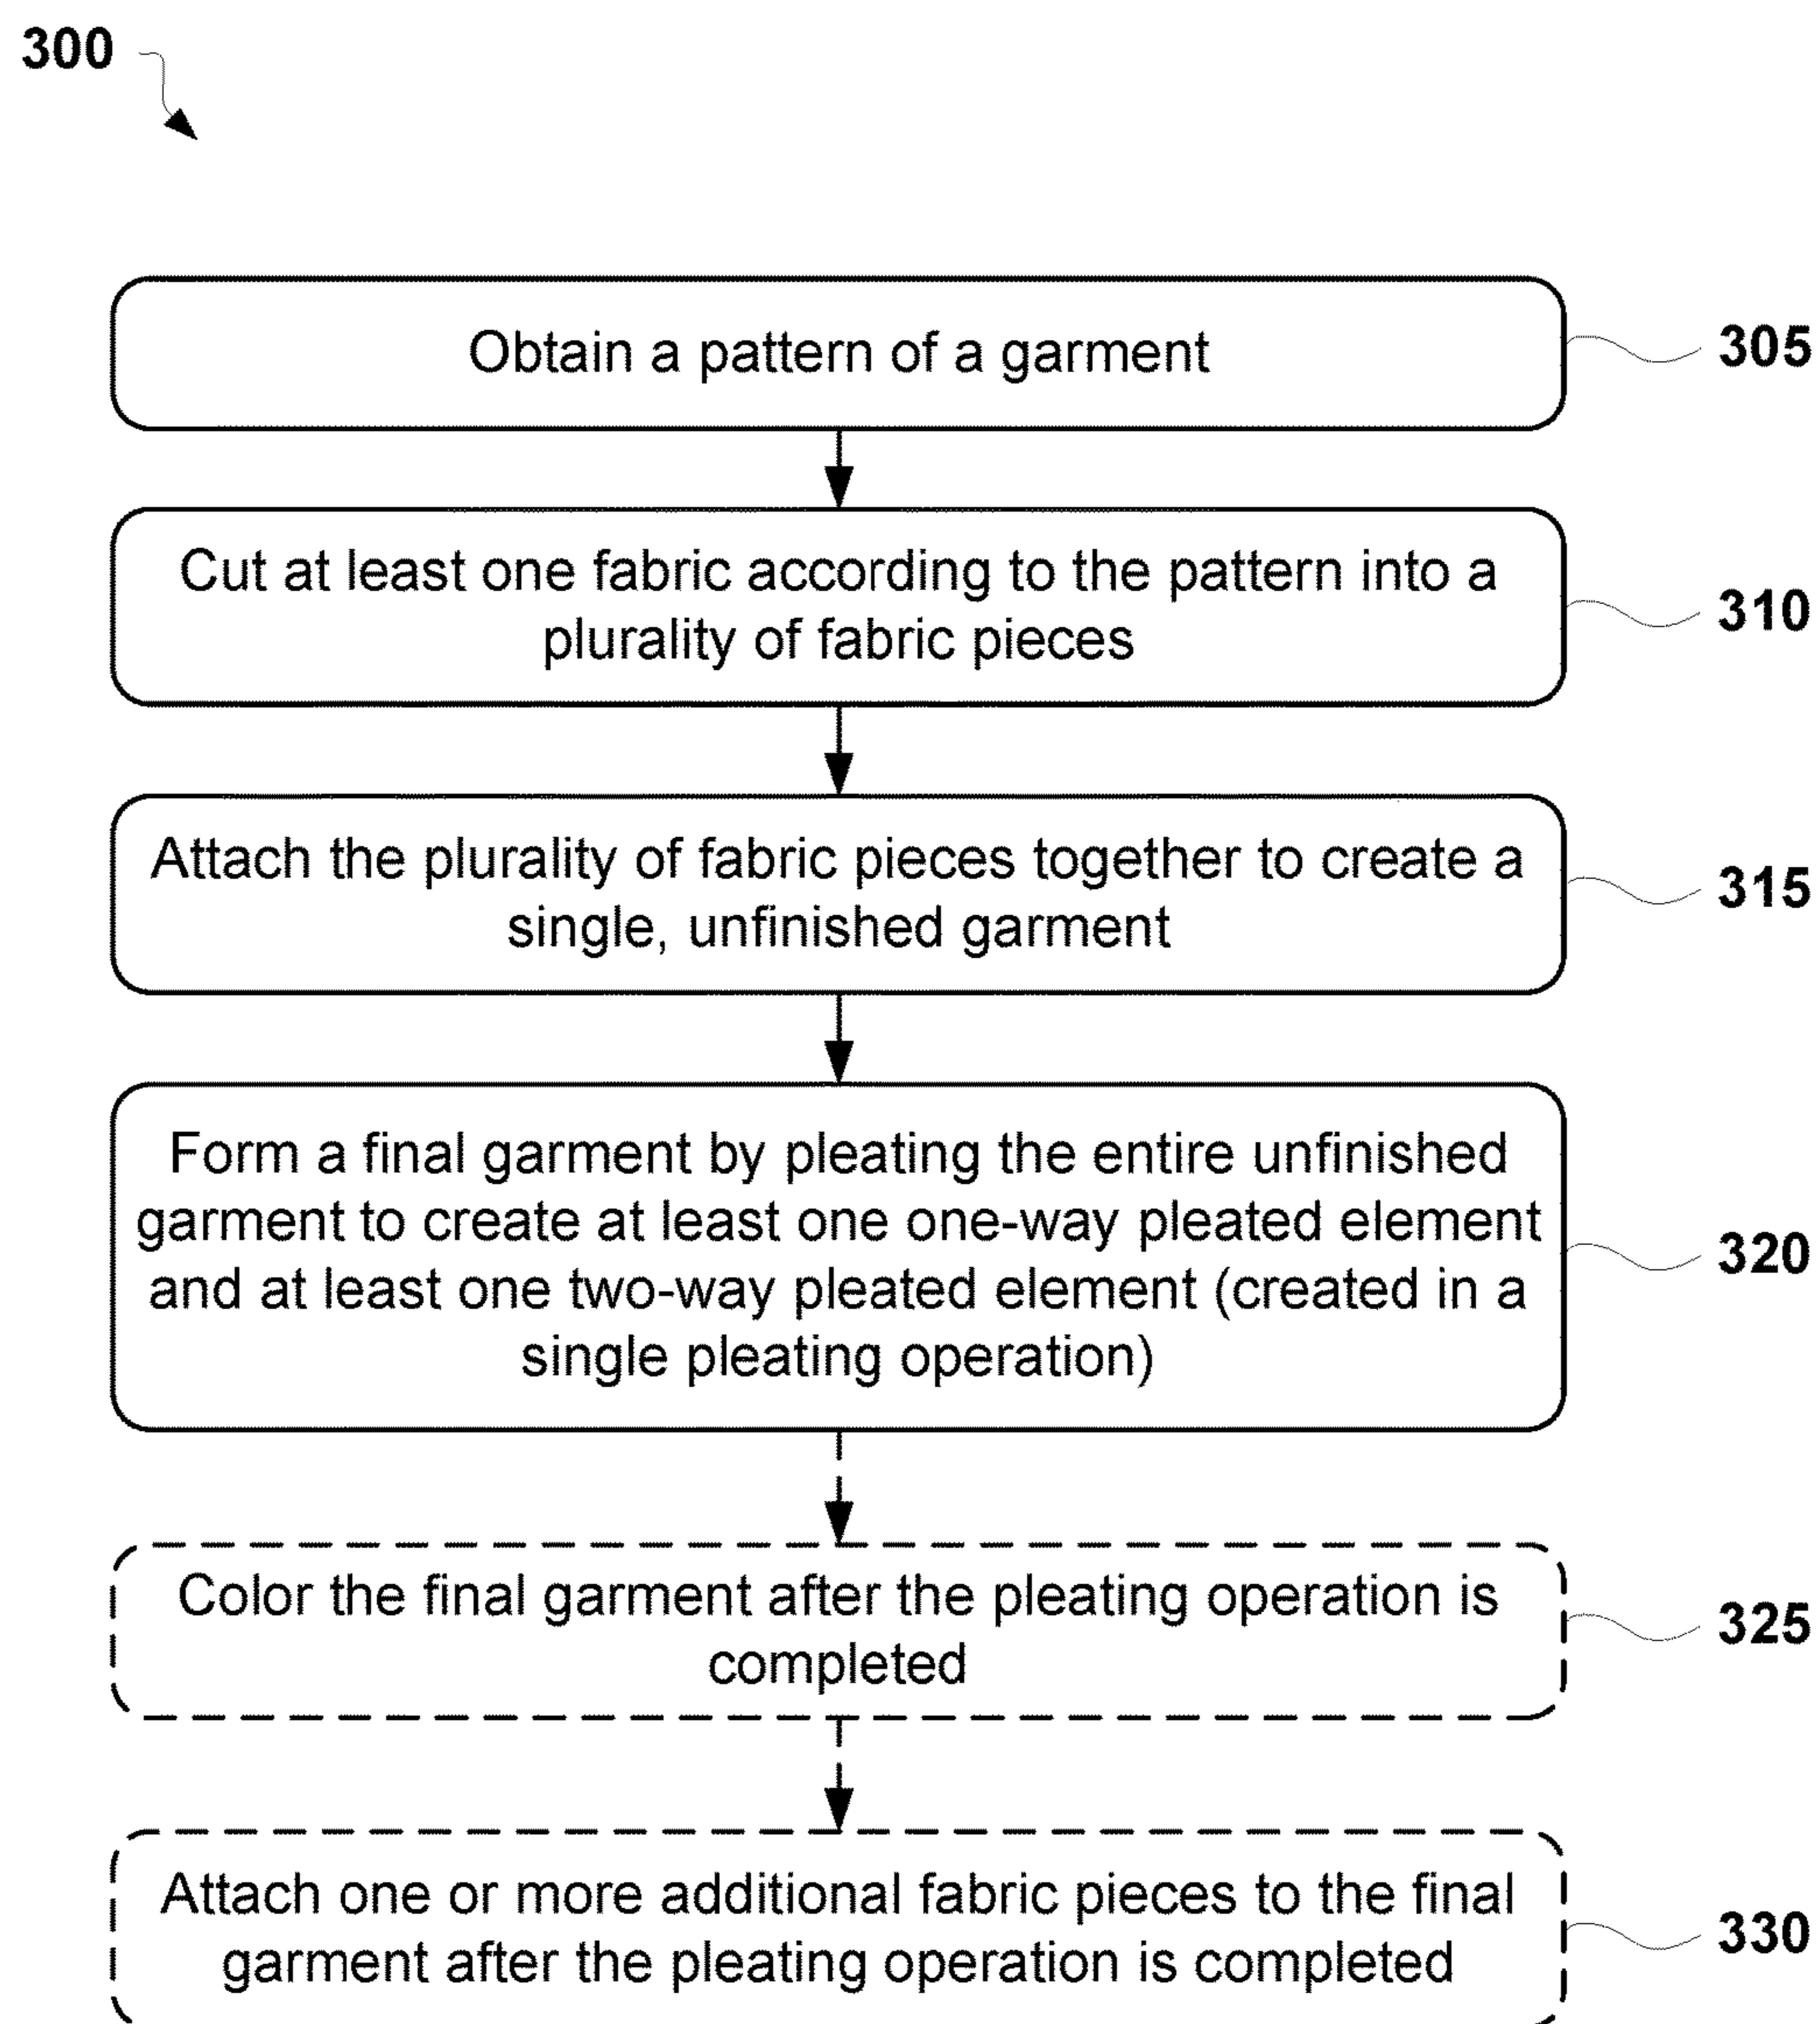 300
Obtain a pattern of a garment
305
Cut at least one fabric according to the pattern into a
plurality of fabric pieces
310
Attach the plurality of fabric pieces together to create a
single, unfinished garment
315
Form a final garment by pleating the entire unfinished
garment to create at least one one-way pleated element
and at least one two-way pleated element (created in a
single pleating operation)
320
Color the final garment after the pleating operation is
completed
325
Attach one or more additional fabric pieces to the final
garment after the pleating operation is completed
330